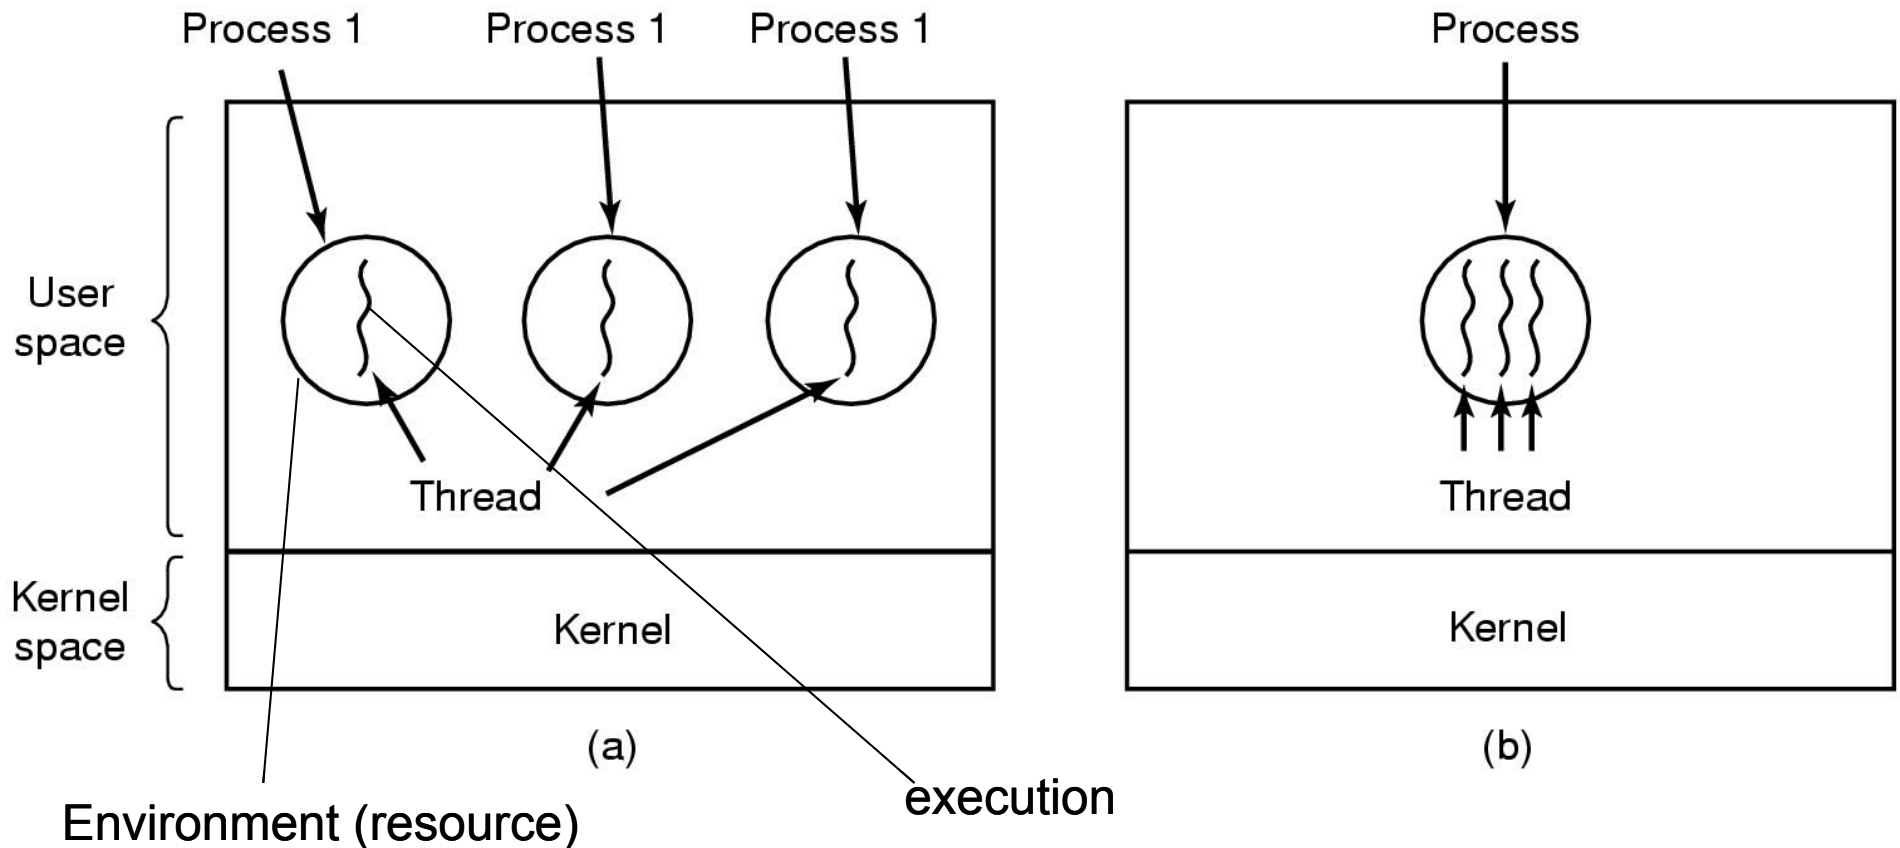 Process 1
Process 1
Process 1
Process
User
space
Thread
Thread
Kernel
space
Kernel
Kernel
(a)
(b)
Environment (resource)
execution